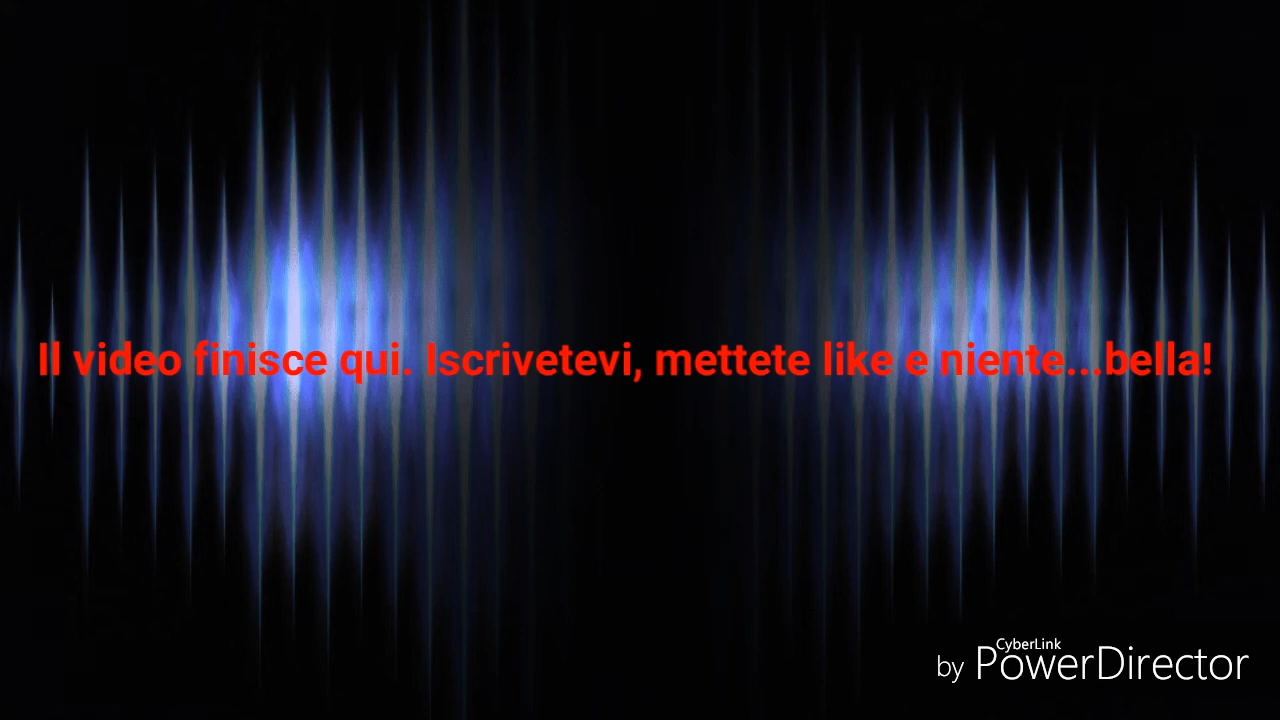 Il video finisce qui. Iscrivetevi, mettete like e niente...bella!
CyberLink
by PowerDirector